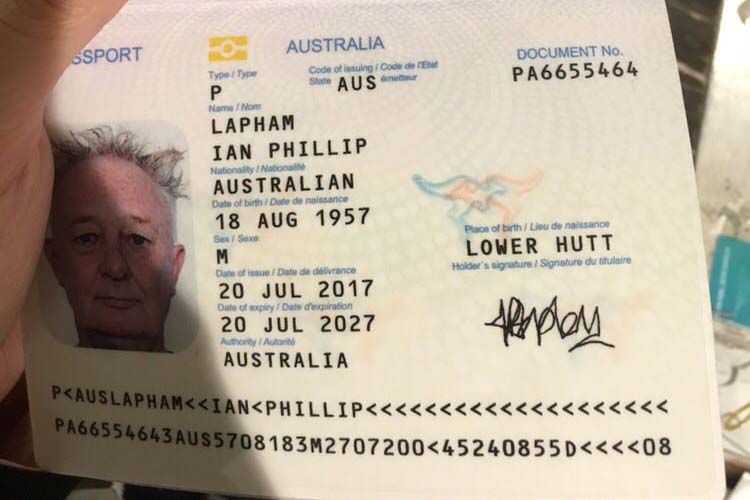 SSPORT
AUSTRALIA
DOCUMENT No.
PA6655464
Type / Type
P
Code of issuing / Code de l'État
State émetteur
AUS
Name / Nom
LAPHAM
IAN PHILLIP
Nationality / Nationalité
AUSTRALIAN
Date of birth / Date de naissance
18 AUG 1957
Sex / Sexe
M
Place of birth / Lieu de naissance
LOWER HUTT
Date of issue / Date de délivrance
20 JUL 2017
Holder's signature / Signature du titulaire
Date of expiry / Date d'expiration
20 JUL 2027
Authority / Autorité
AUSTRALIA
P<AUSLAPHAM<<IAN<PHILLIP<<<<<<<<<<<<<<<<<<<<
PA66554643AUS5708183M2707200<45240855D<<<<08